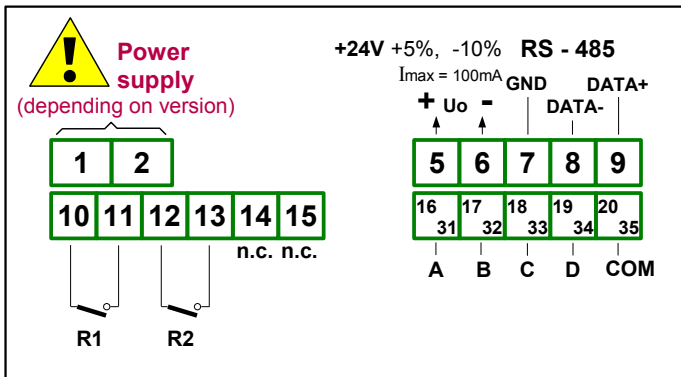 !
Power
supply
(depending on version)
1 2
10 11 12 13 14 15
n.c. n.c.
R1 R2
+24V +5%, -10% RS - 485
Imax = 100mA
GND DATA+
+ Uo - DATA-
5 6 7 8 9
16 17 18 19 20
31 32 33 34 35
A B C D COM